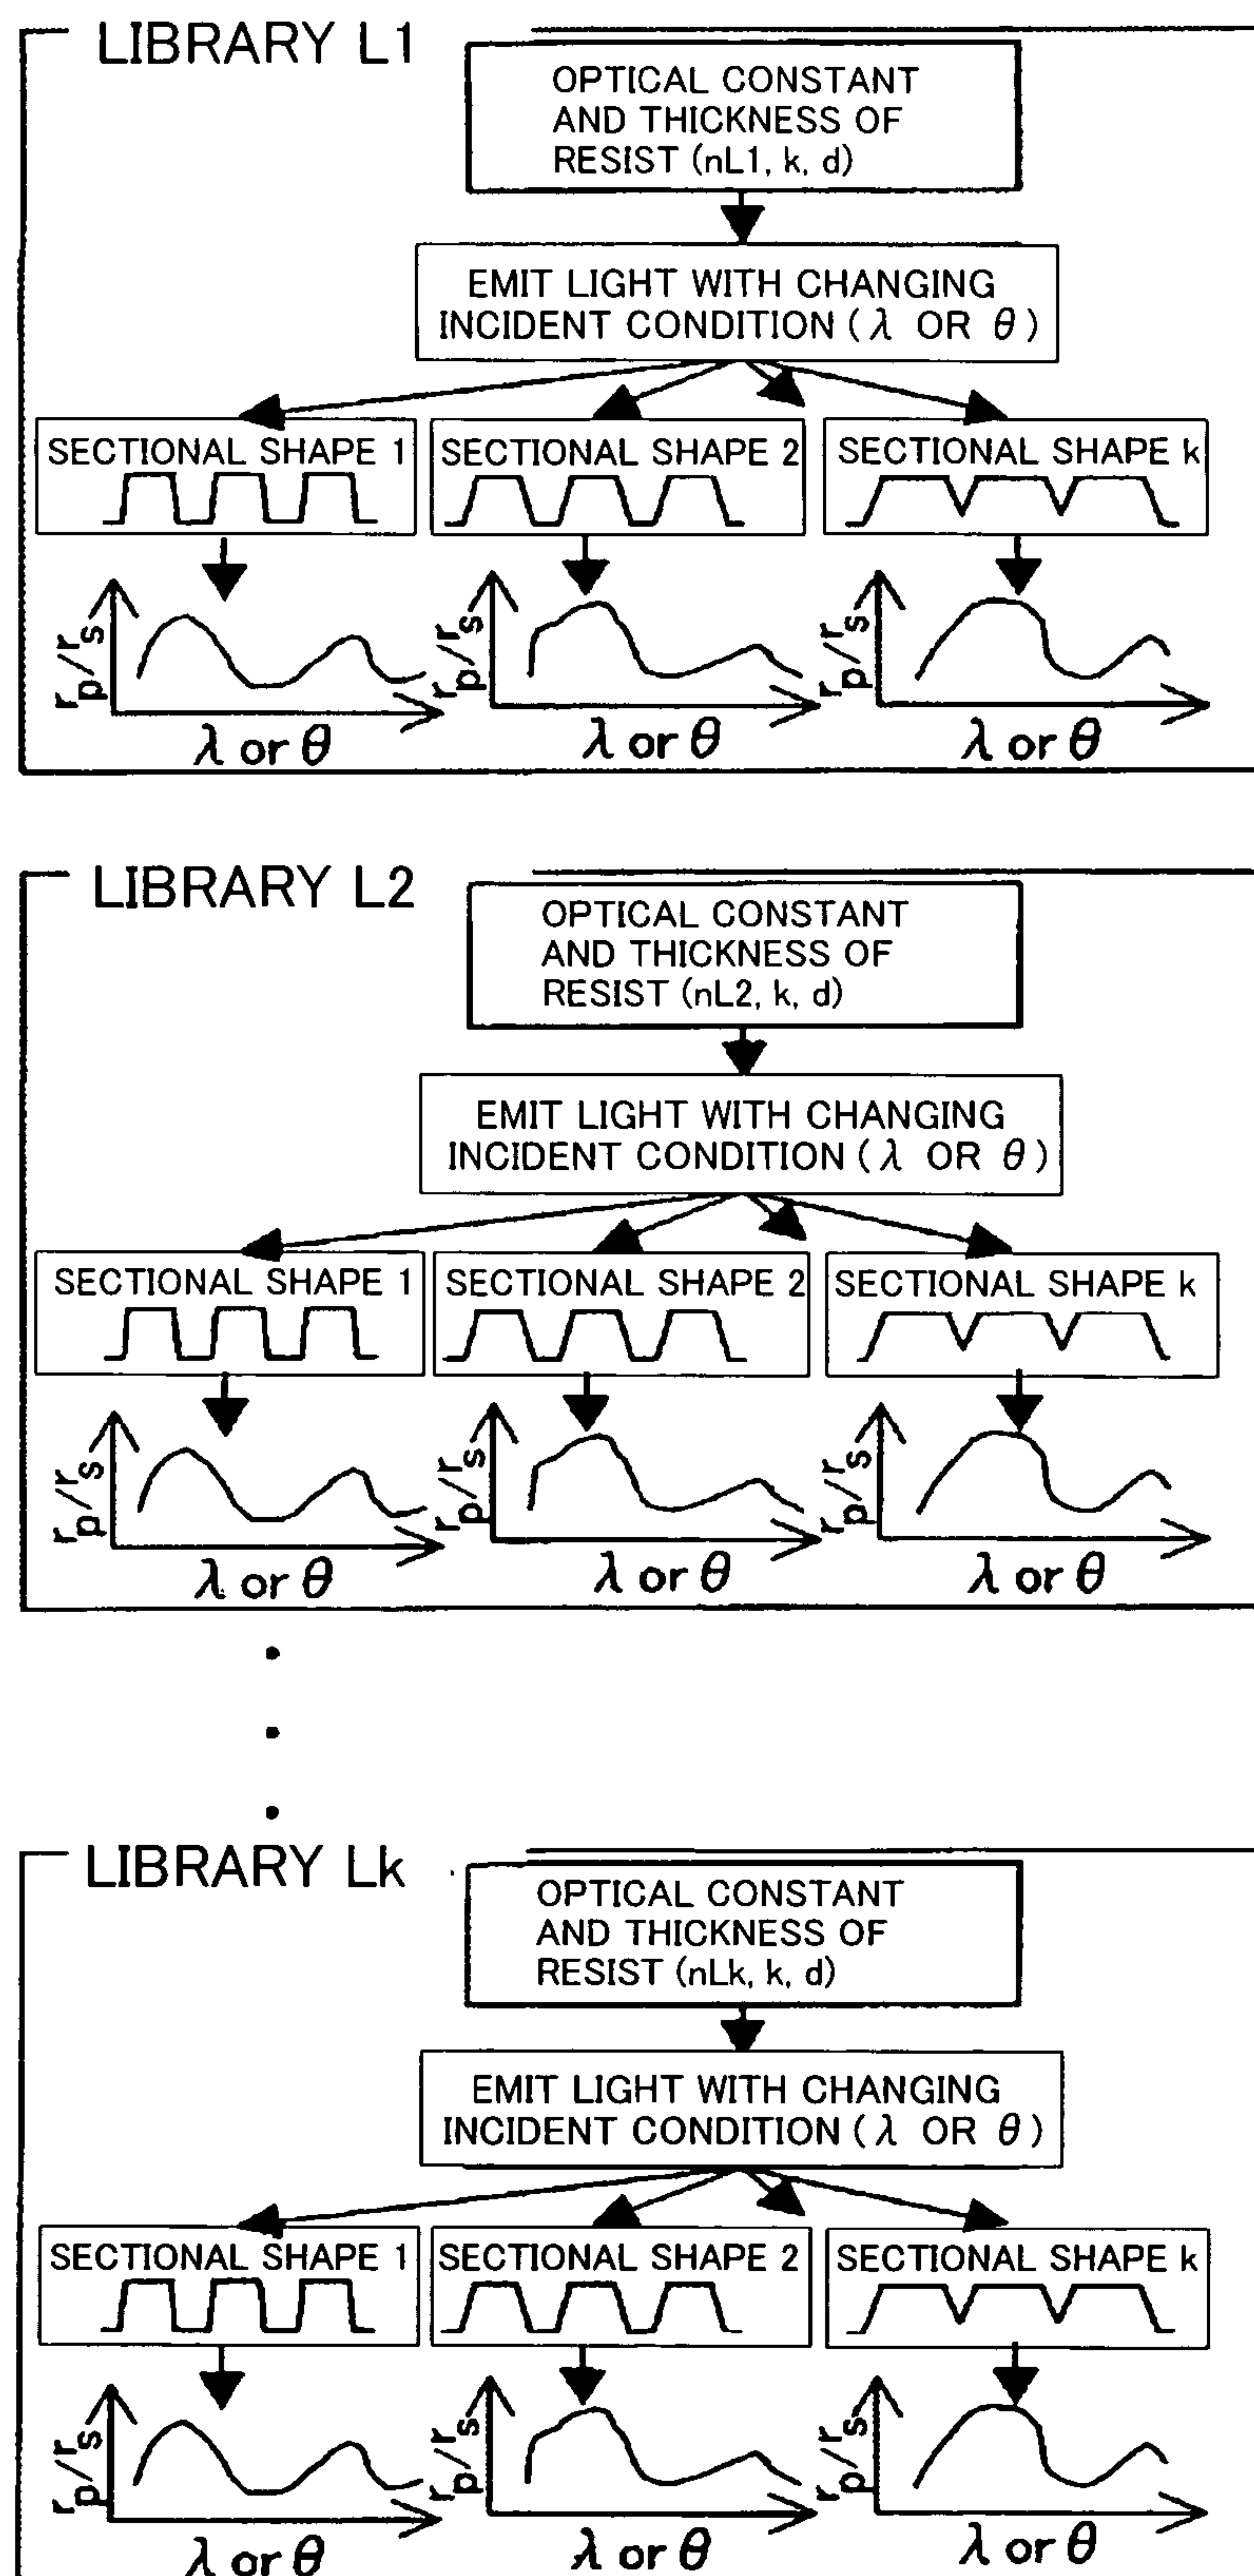 LIBRARY L1
OPTICAL CONSTANT
AND THICKNESS OF
RESIST (nL1, k, d)
EMIT LIGHT WITH CHANGING
INCIDENT CONDITION (λ OR θ)
SECTIONAL SHAPE 1
SECTIONAL SHAPE 2
SECTIONAL SHAPE k
rp/rs
λ or θ
rp/rs
λ or θ
rp/rs
λ or θ
LIBRARY L2
OPTICAL CONSTANT
AND THICKNESS OF
RESIST (nL2, k, d)
EMIT LIGHT WITH CHANGING
INCIDENT CONDITION (λ OR θ)
SECTIONAL SHAPE 1
SECTIONAL SHAPE 2
SECTIONAL SHAPE k
rp/rs
λ or θ
rp/rs
λ or θ
rp/rs
λ or θ
LIBRARY Lk
OPTICAL CONSTANT
AND THICKNESS OF
RESIST (nLk, k, d)
EMIT LIGHT WITH CHANGING
INCIDENT CONDITION (λ OR θ)
SECTIONAL SHAPE 1
SECTIONAL SHAPE 2
SECTIONAL SHAPE k
rp/rs
λ or θ
rp/rs
λ or θ
rp/rs
λ or θ